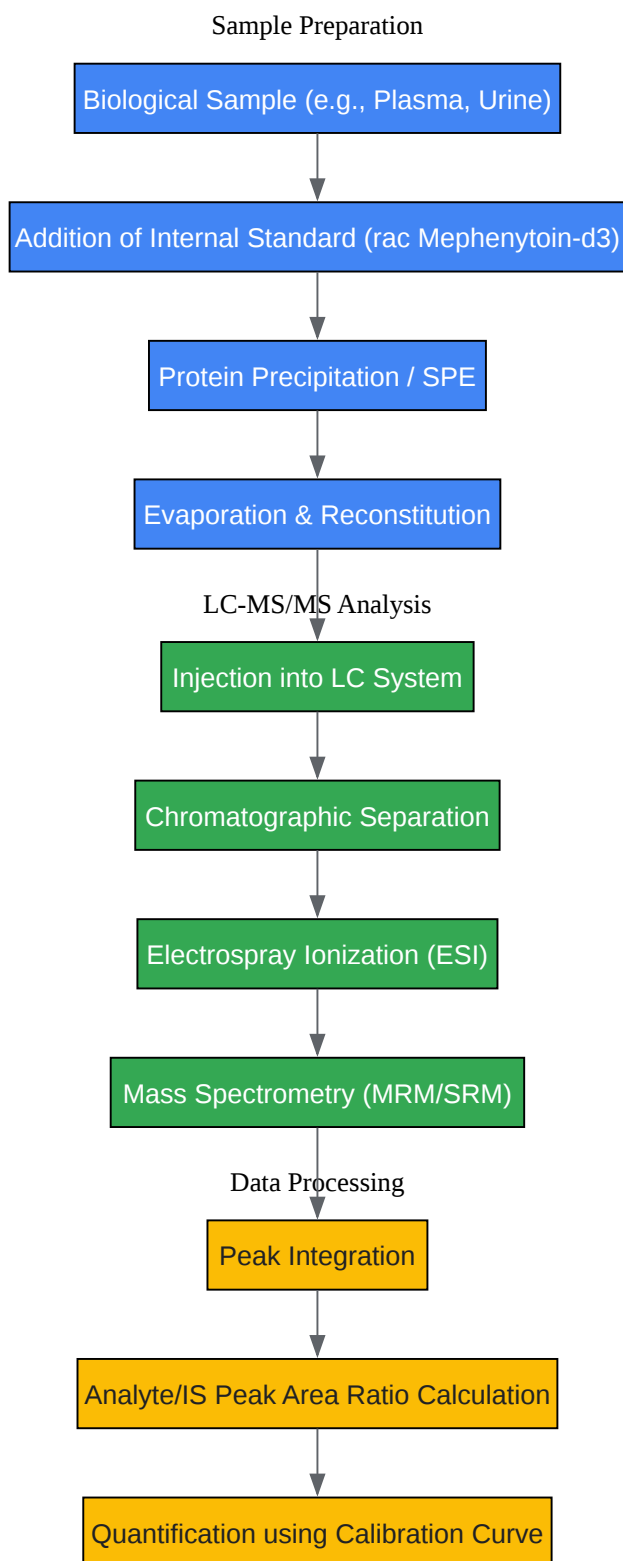 Sample Preparation
Biological Sample (e.g., Plasma, Urine)
Addition of Internal Standard (rac Mephenytoin-d3)
Protein Precipitation / SPE
Evaporation & Reconstitution
LC-MS/MS Analysis
Injection into LC System
Chromatographic Separation
Electrospray Ionization (ESI)
Mass Spectrometry (MRM/SRM)
Data Processing
Peak Integration
Analyte/IS Peak Area Ratio Calculation
Quantification using Calibration Curve